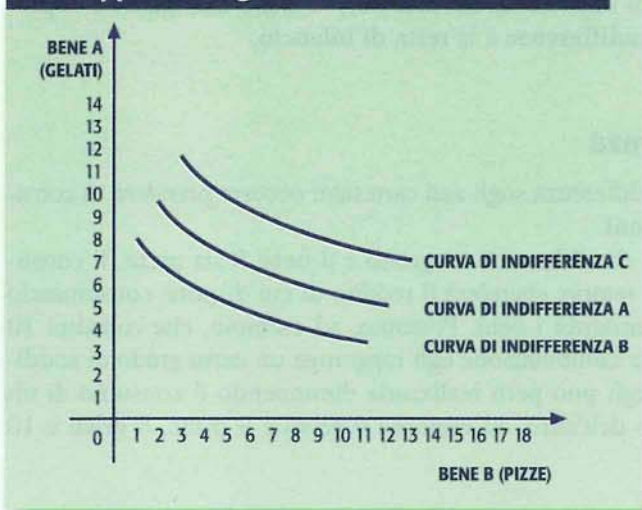 BENE A
(GELATI)
14
13
12
11
10
9
8
7
CURVA DI INDIFFERENZA C
6
5
CURVA DI INDIFFERENZA A
4
3
CURVA DI INDIFFERENZA B
2
1
0 1 2 3 4 5 6 7 8 9 10 11 12 13 14 15 16 17 18
BENE B (PIZZE)